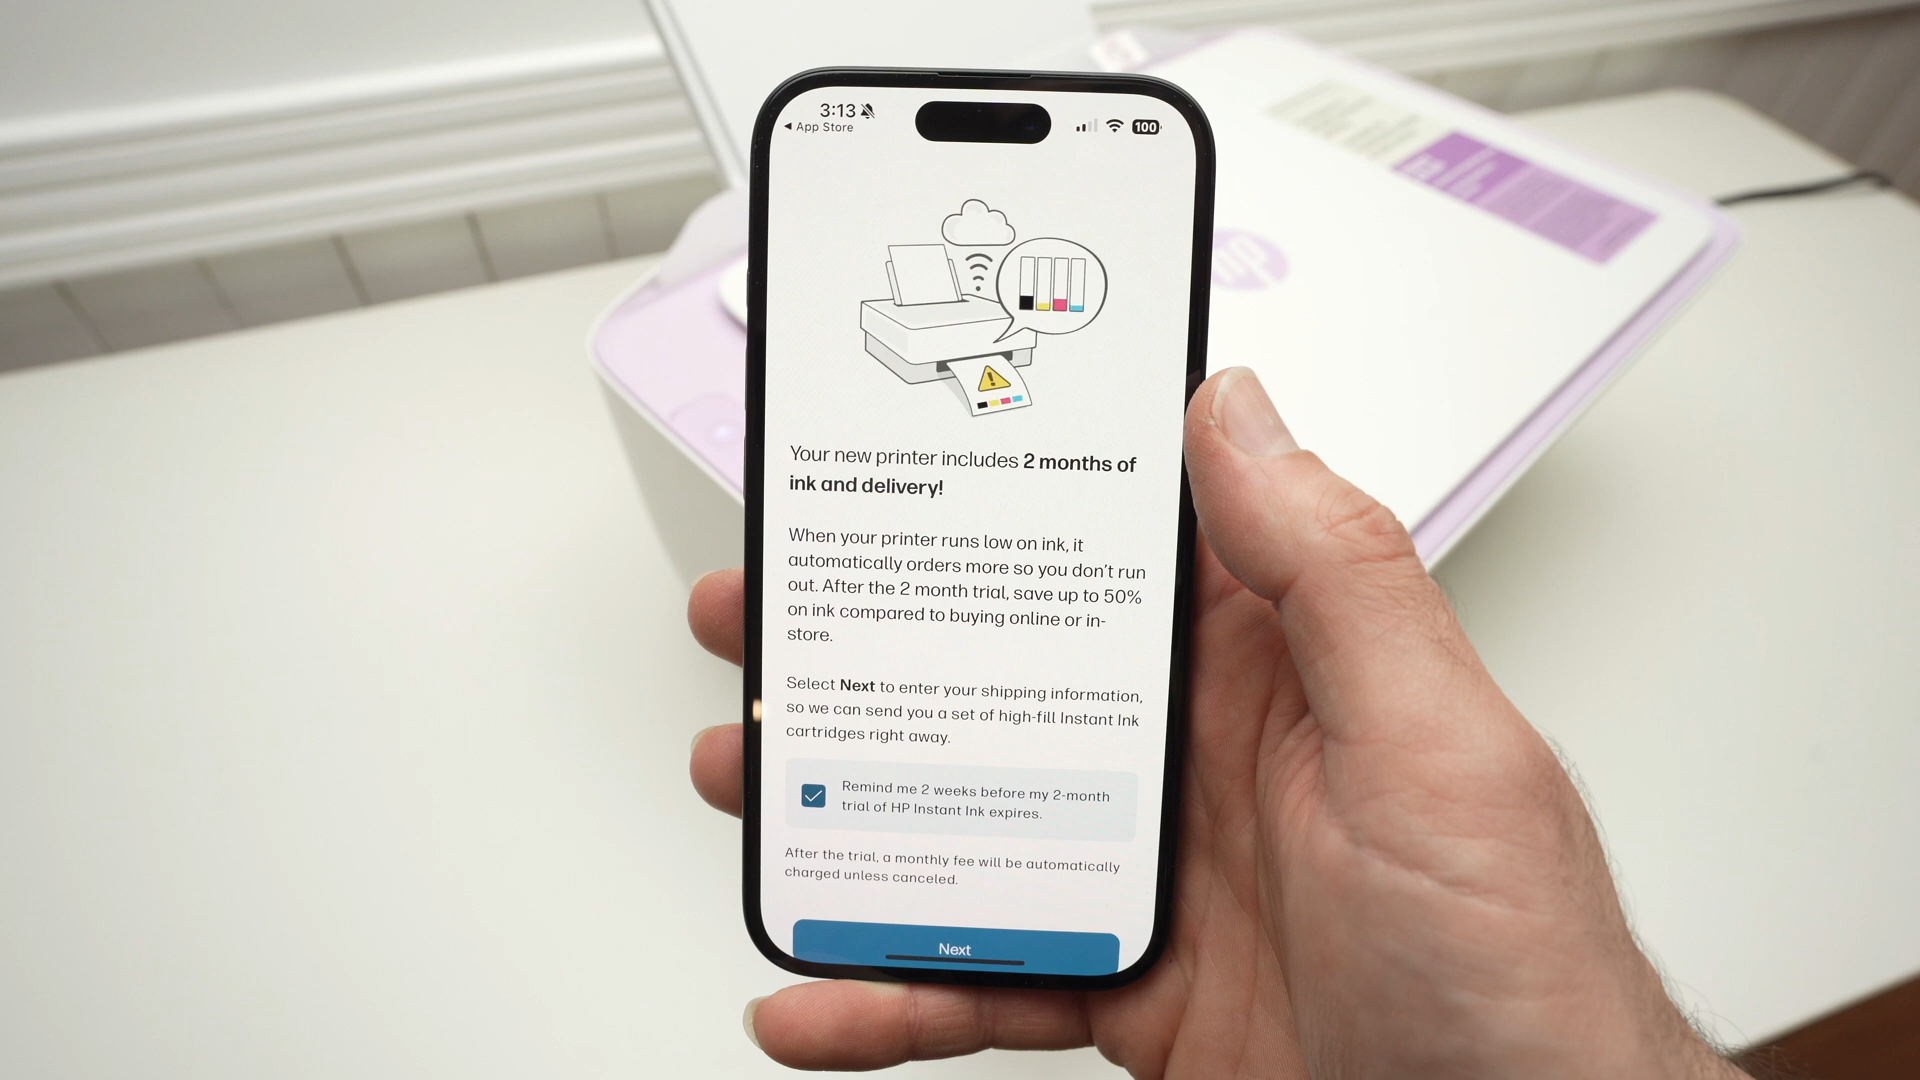 3:13
◀ App Store
100
Your new printer includes 2 months of
ink and delivery!
When your printer runs low on ink, it
automatically orders more so you don't run
out. After the 2 month trial, save up to 50%
on ink compared to buying online or in-
store.
Select Next to enter your shipping information,
so we can send you a set of high-fill Instant Ink
cartridges right away.
Remind me 2 weeks before my 2-month
trial of HP Instant Ink expires.
After the trial, a monthly fee will be automatically
charged unless canceled.
Next
hp